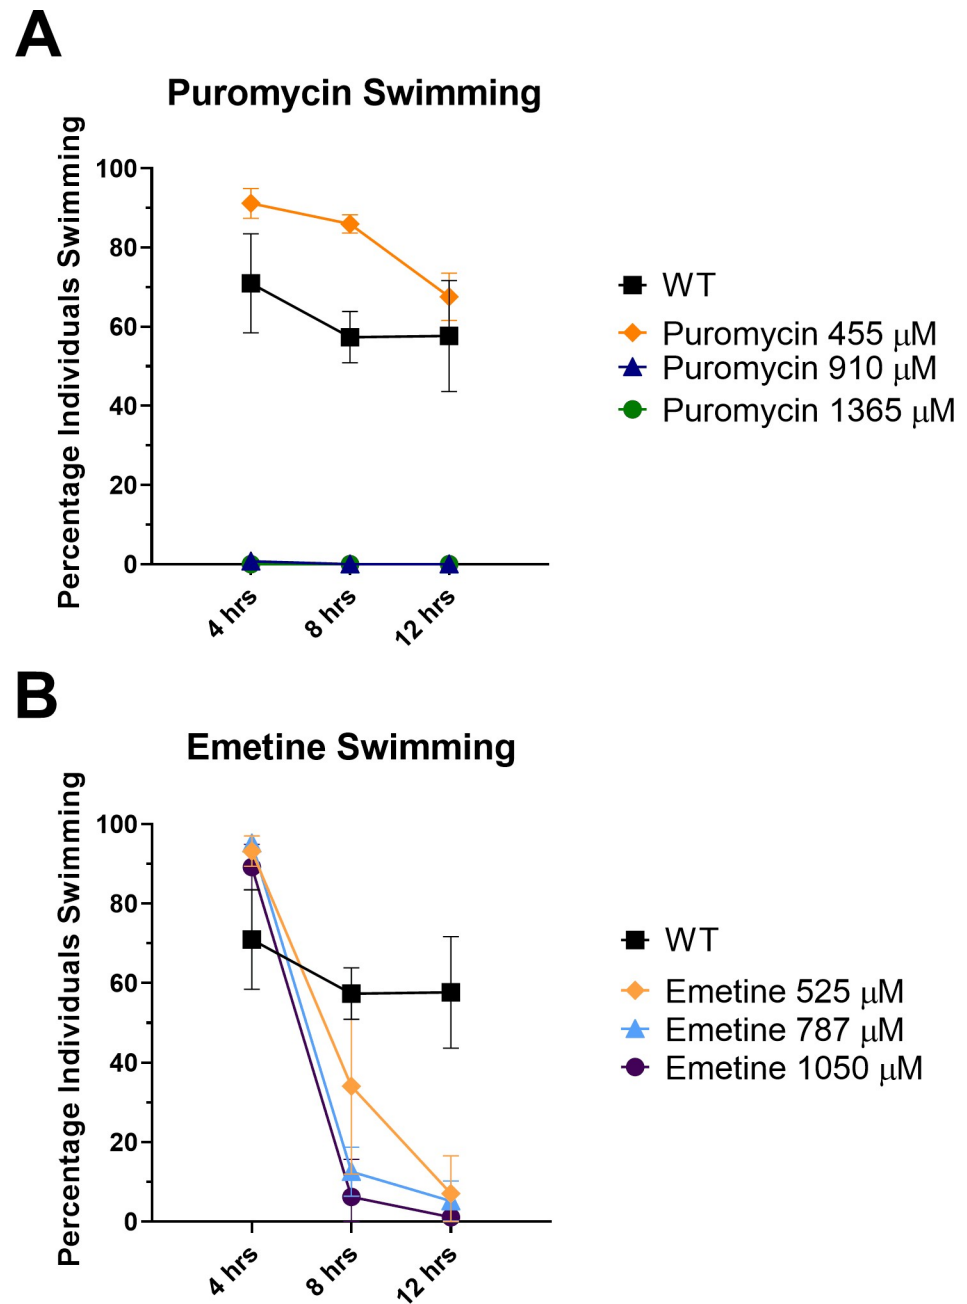 A
Puromycin Swimming
Percentage Individuals Swimming
100
80
60
40
20
0
4 hrs
8 hrs
12 hrs
WT
Puromycin 455 μM
Puromycin 910 μM
Puromycin 1365 μM
B
Emetine Swimming
Percentage Individuals Swimming
100
80
60
40
20
0
4 hrs
8 hrs
12 hrs
WT
Emetine 525 μM
Emetine 787 μM
Emetine 1050 μM